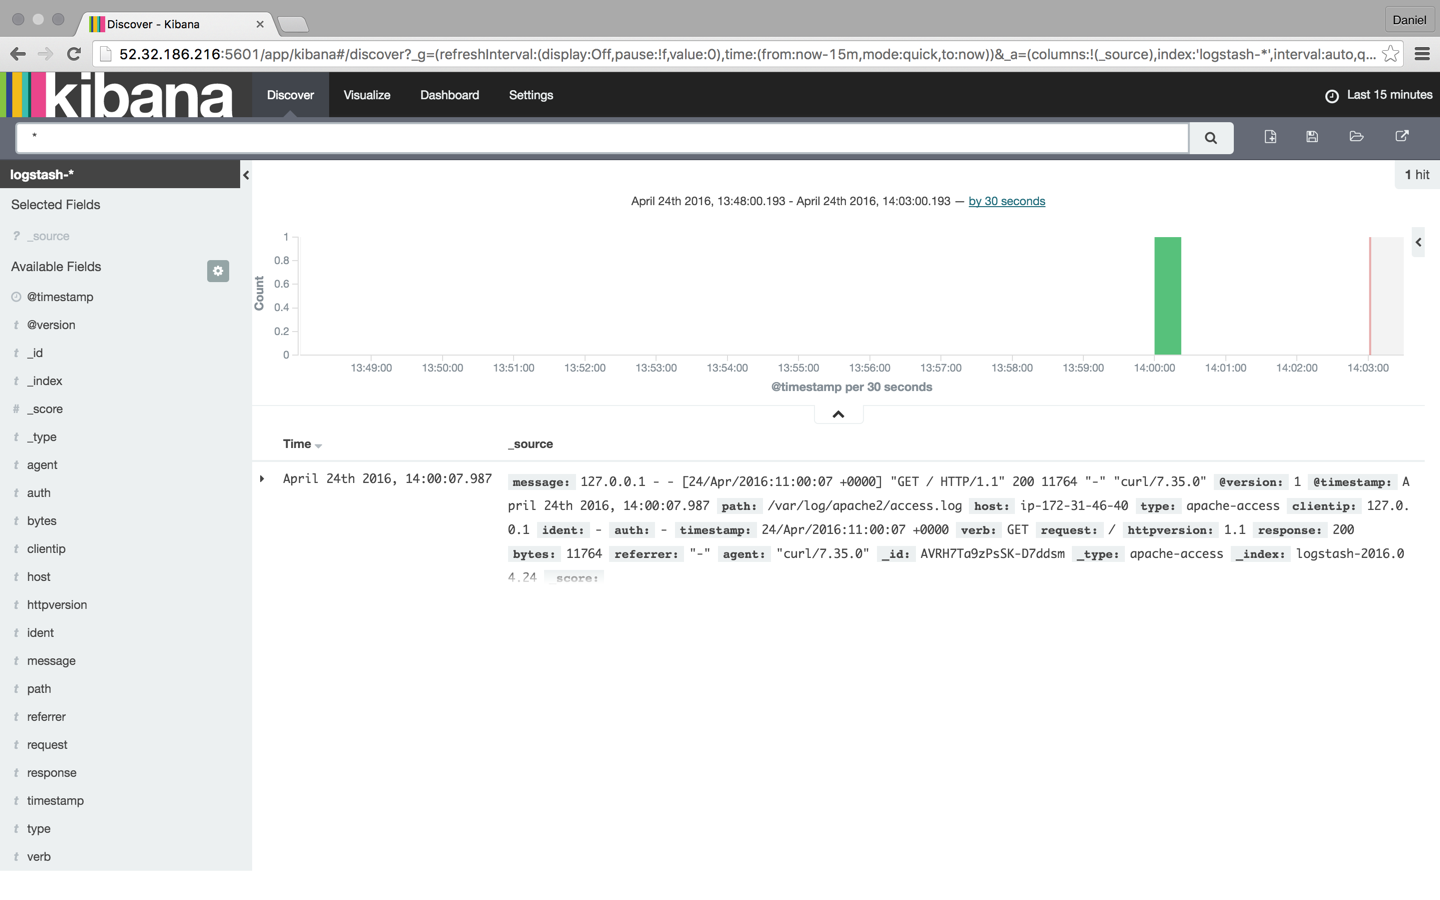 Discover - Kibana
Daniel
52.32.186.216:5601/app/kibana#/discover?_g=(refreshInterval:(display:Off,pause:!f,value:0),time:(from:now-15m,mode:quick,to:now))&_a=(columns:!(_source),index:'logstash-*',interval:auto,q...
kibana
Discover
Visualize
Dashboard
Settings
Last 15 minutes
*
logstash-*
1 hit
Selected Fields
? _source
Available Fields
@timestamp
t @version
t _id
t _index
# _score
t _type
t agent
t auth
t bytes
t clientip
t host
t httpversion
t ident
t message
t path
t referrer
t request
t response
t timestamp
t type
t verb
April 24th 2016, 13:48:00.193 - April 24th 2016, 14:03:00.193 — by 30 seconds
Count
1
0.8
0.6
0.4
0.2
0
13:49:00 13:50:00 13:51:00 13:52:00 13:53:00 13:54:00 13:55:00 13:56:00 13:57:00 13:58:00 13:59:00 14:00:00 14:01:00 14:02:00 14:03:00
@timestamp per 30 seconds
Time _source
April 24th 2016, 14:00:07.987
message: 127.0.0.1 - - [24/Apr/2016:11:00:07 +0000] "GET / HTTP/1.1" 200 11764 "-" "curl/7.35.0" @version: 1 @timestamp: A
pril 24th 2016, 14:00:07.987 path: /var/log/apache2/access.log host: ip-172-31-46-40 type: apache-access clientip: 127.0.
0.1 ident: - auth: - timestamp: 24/Apr/2016:11:00:07 +0000 verb: GET request: / httpversion: 1.1 response: 200
bytes: 11764 referrer: "-" agent: "curl/7.35.0" _id: AVRH7Ta9zPsSK-D7ddsm _type: apache-access _index: logstash-2016.0
4.24 _score: